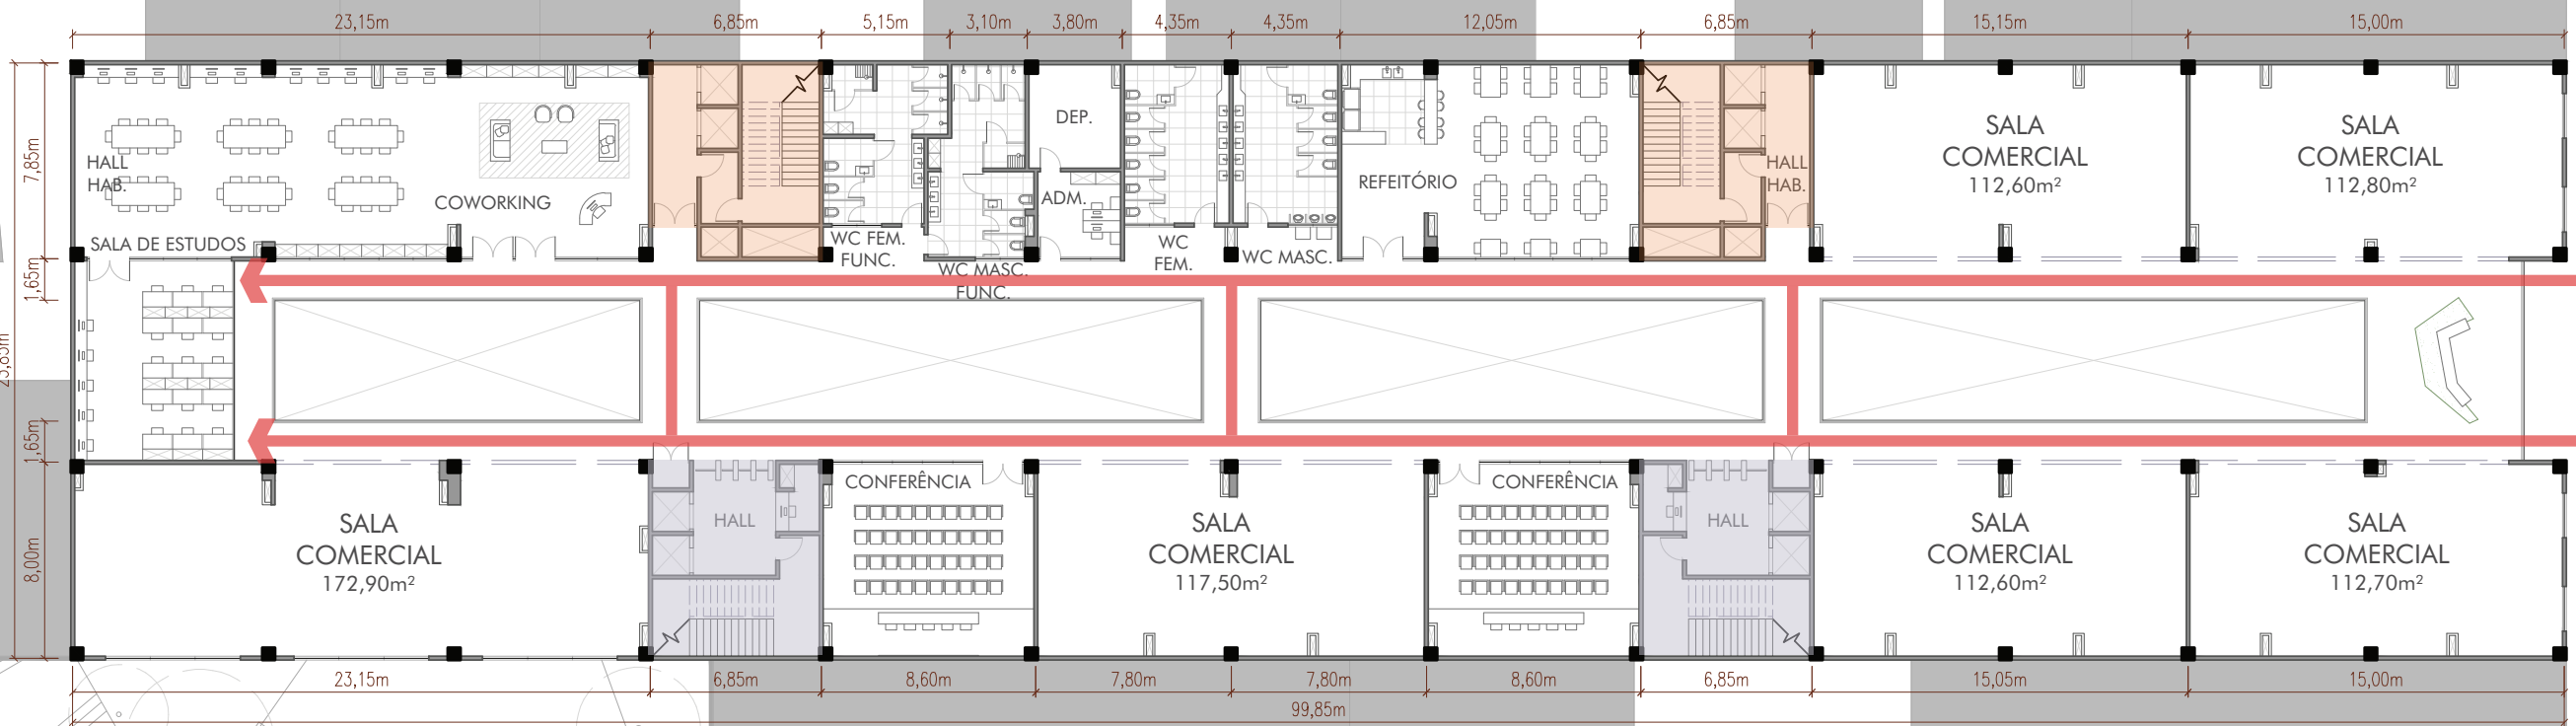 23,15m
6,85m
5,15m
3,10m
3,80m
4,35m
4,35m
12,05m
6,85m
15,15m
15,00m
7,85m
1,65m
1,65m
8,00m
HALL
HAB.
COWORKING
SALA DE ESTUDOS
WC FEM.
FUNC.
WC MASC.
FUNC.
DEP.
ADM.
WC
FEM.
WC MASC.
REFEITÓRIO
HALL
HAB.
SALA
COMERCIAL
112,60m²
SALA
COMERCIAL
112,80m²
SALA
COMERCIAL
172,90m²
HALL
CONFERÊNCIA
SALA
COMERCIAL
117,50m²
CONFERÊNCIA
HALL
SALA
COMERCIAL
112,60m²
SALA
COMERCIAL
112,70m²
23,15m
6,85m
8,60m
7,80m
7,80m
8,60m
6,85m
15,05m
15,00m
99,85m